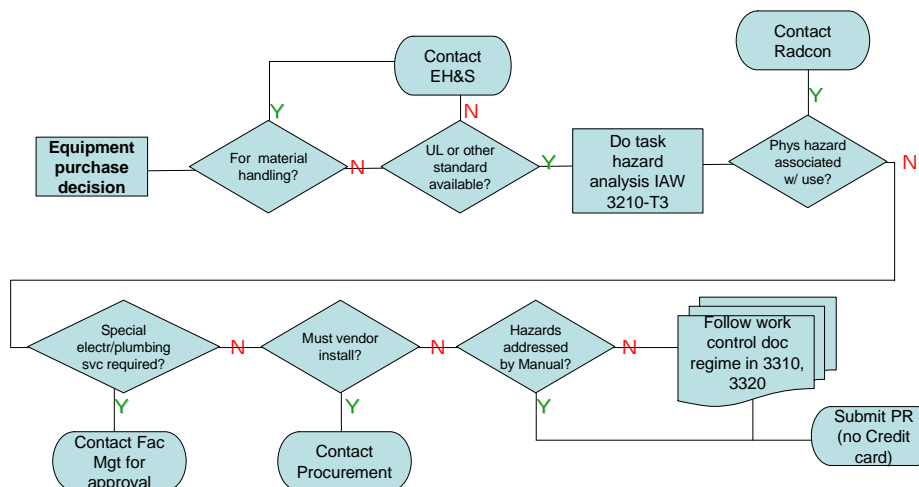 Contact
EH&S
Contact
Radcon
Y
N
Y
Equipment
purchase
decision
For material
handling?
N
UL or other
standard
available?
Y
Do task
hazard
analysis IAW
3210-T3
Phys hazard
associated
w/ use?
N
Special
electr/plumbing
svc required?
N
Must vendor
install?
N
Hazards
addressed
by Manual?
N
Follow work
control doc
regime in 3310,
3320
Y
Y
Y
Contact Fac
Mgt for
approval
Contact
Procurement
Submit PR
(no Credit
card)